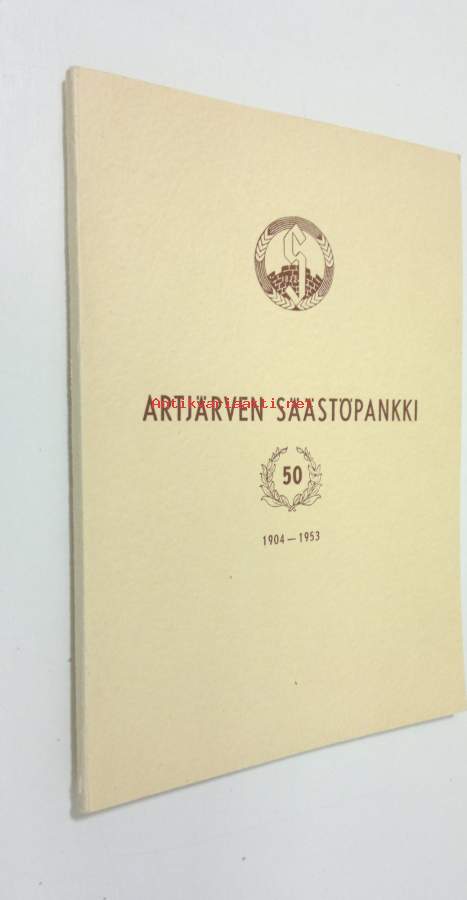 S
ARTJÄRVEN SÄÄSTÖPANKKI
Antikvariaatti.net
50
1904 — 1953